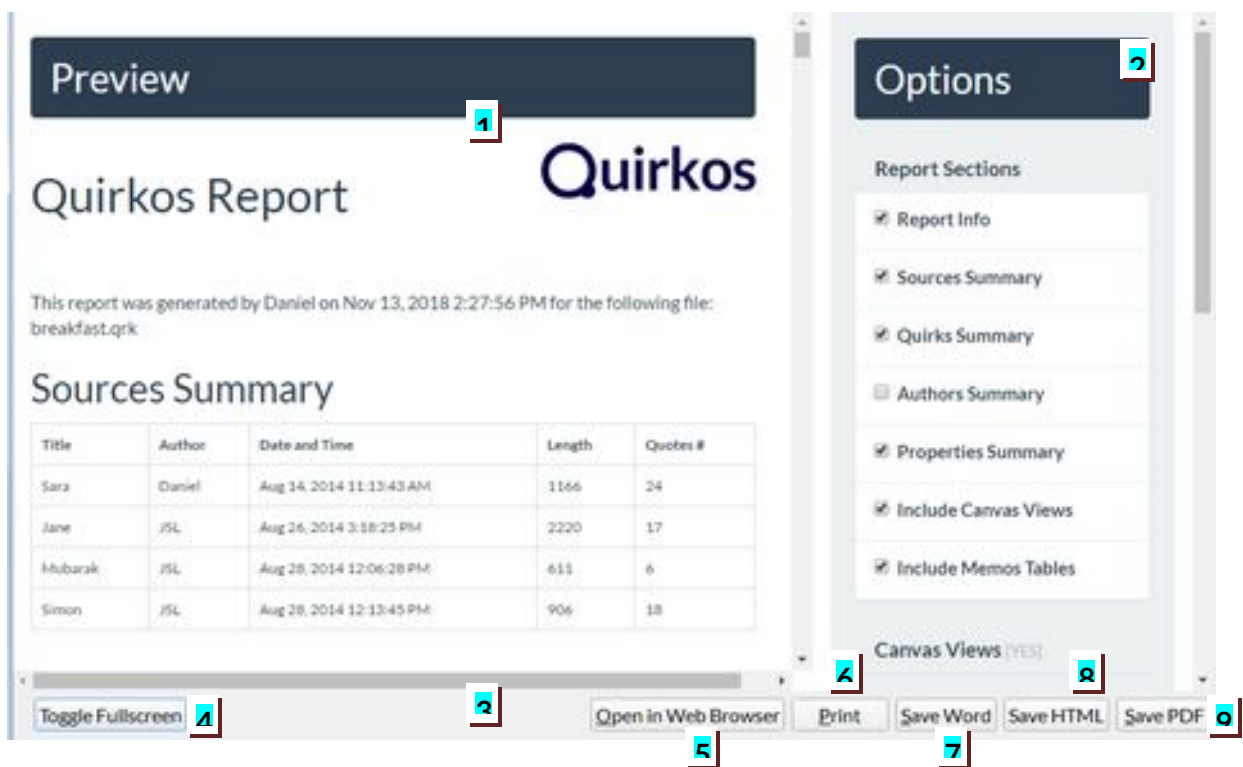 Preview
1
Quirkos Report
Quirkos
This report was generated by Daniel on Nov 13, 2018 2:27:56 PM for the following file:
breakfast.qrk
Sources Summary
Title Author Date and Time Length Quotes #
Sara Daniel Aug 14, 2014 11:13:43 AM 1166 24
Jane JSL Aug 26, 2014 3:18:25 PM 2220 17
Mubarak JSL Aug 28, 2014 12:06:28 PM 611 6
Simon JSL Aug 28, 2014 12:13:45 PM 906 18
Options
2
Report Sections
Report Info
Sources Summary
Quirks Summary
Authors Summary
Properties Summary
Include Canvas Views
Include Memos Tables
Canvas Views [YES]
3
6
8
Toggle Fullscreen 4 Open in Web Browser Print Save Word Save HTML Save PDF 9
5
7